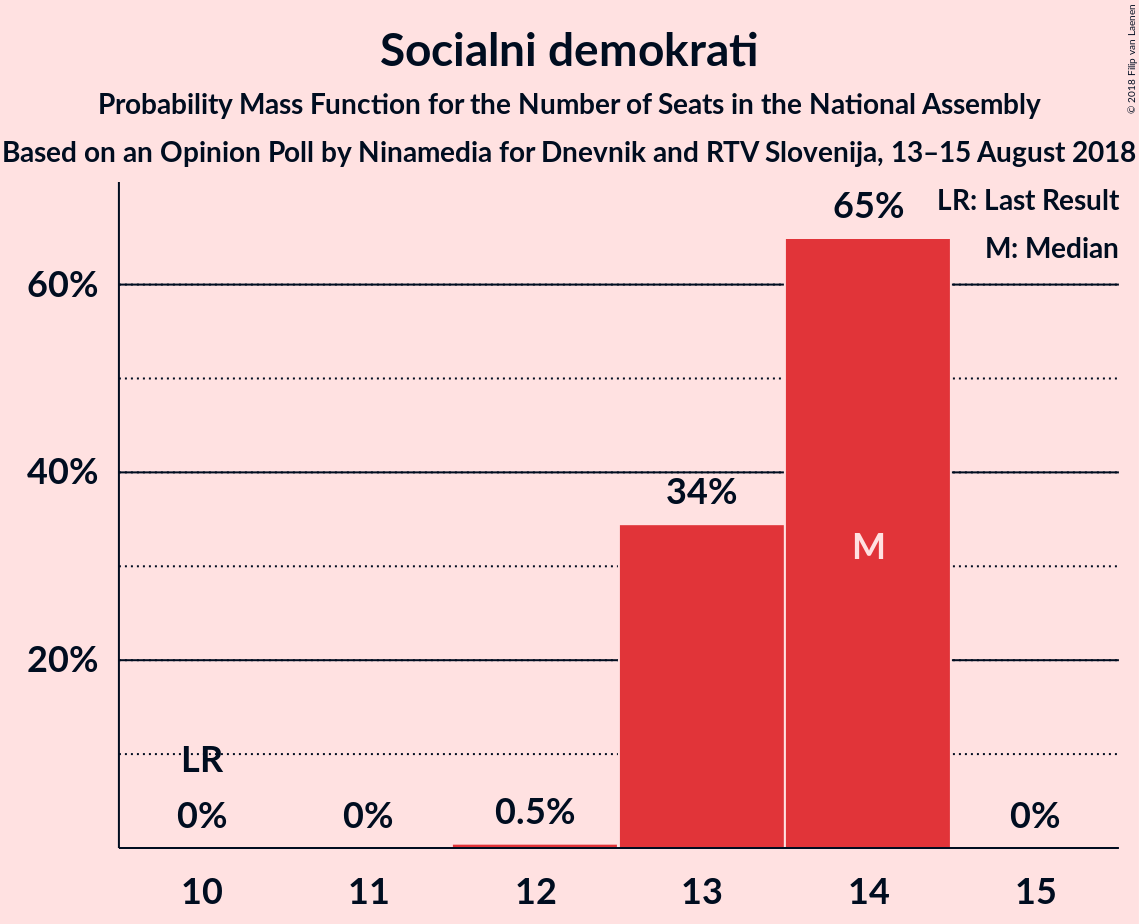 Socialni demokrati
Probability Mass Function for the Number of Seats in the National Assembly
Based on an Opinion Poll by Ninamedia for Dnevnik and RTV Slovenija, 13–15 August 2018
© 2018 Filip van Laenen
LR: Last Result
M: Median
65%
60%
40%
34%
M
20%
LR
0%
0%
0.5%
0%
10
11
12
13
14
15